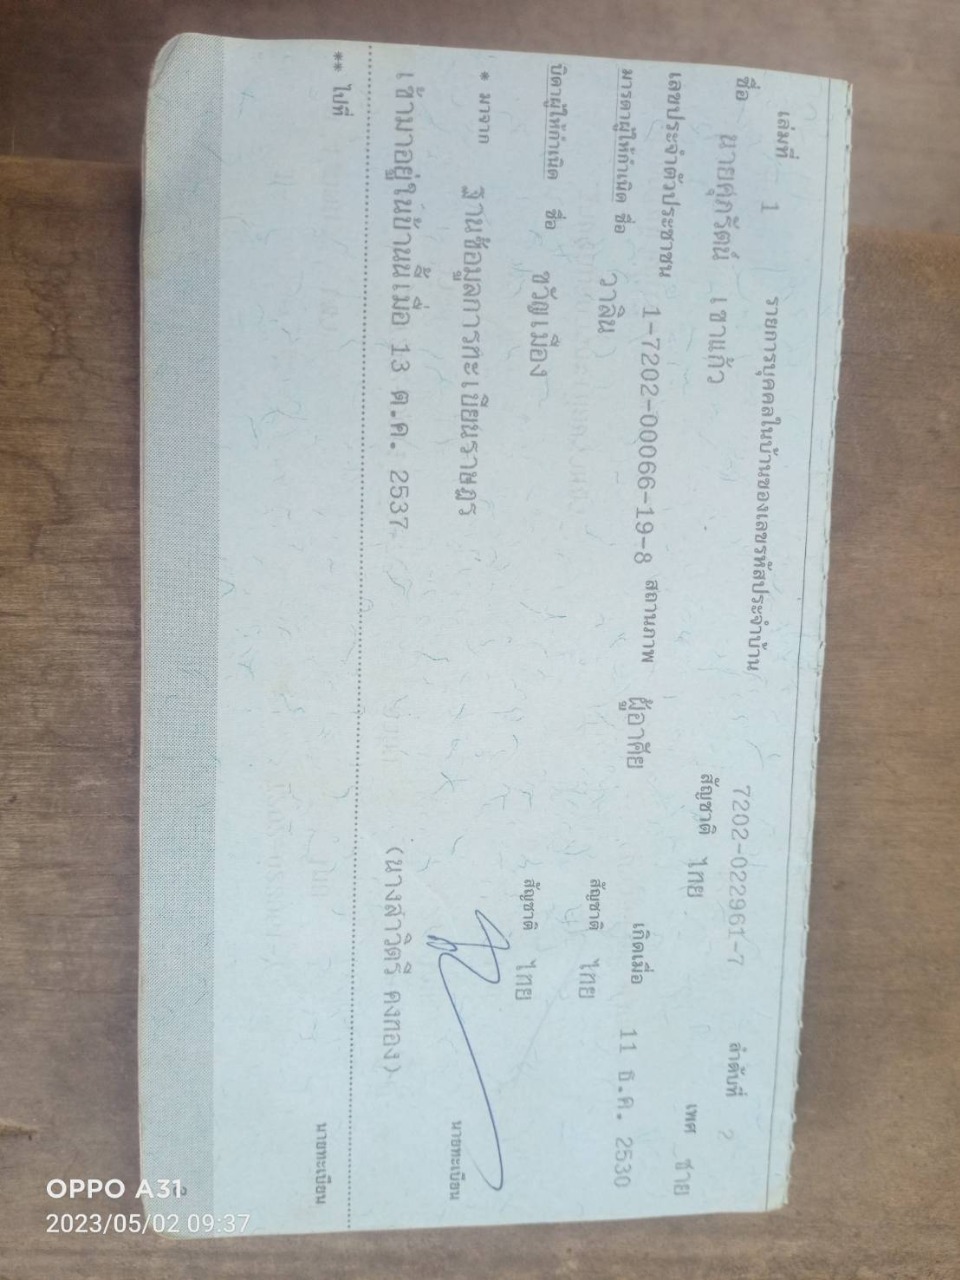 เล่มที่ 1 รายการบุคคลในบ้านของเลขรหัสประจำบ้าน 7202-022961-7 ลำดับที่ 2
ชื่อ นายศุภรัตน์ เขาแก้ว สัญชาติ ไทย เพศ ชาย
เลขประจำตัวประชาชน 1-7202-00066-19-8 สถานภาพ ผู้อาศัย เกิดเมื่อ 11 ธ.ค. 2530
มารดาผู้ให้กำเนิด ชื่อ วาลิน สัญชาติ ไทย
บิดาผู้ให้กำเนิด ชื่อ ขวัญเมือง สัญชาติ ไทย
* มาจาก ฐานข้อมูลการทะเบียนราษฎร
นายทะเบียน
เข้ามาอยู่ในบ้านนี้เมื่อ 13 ต.ค. 2537 (นางสาวิตรี คงทอง)
** ไปที่
นายทะเบียน
OPPO A31
2023/05/02 09:37